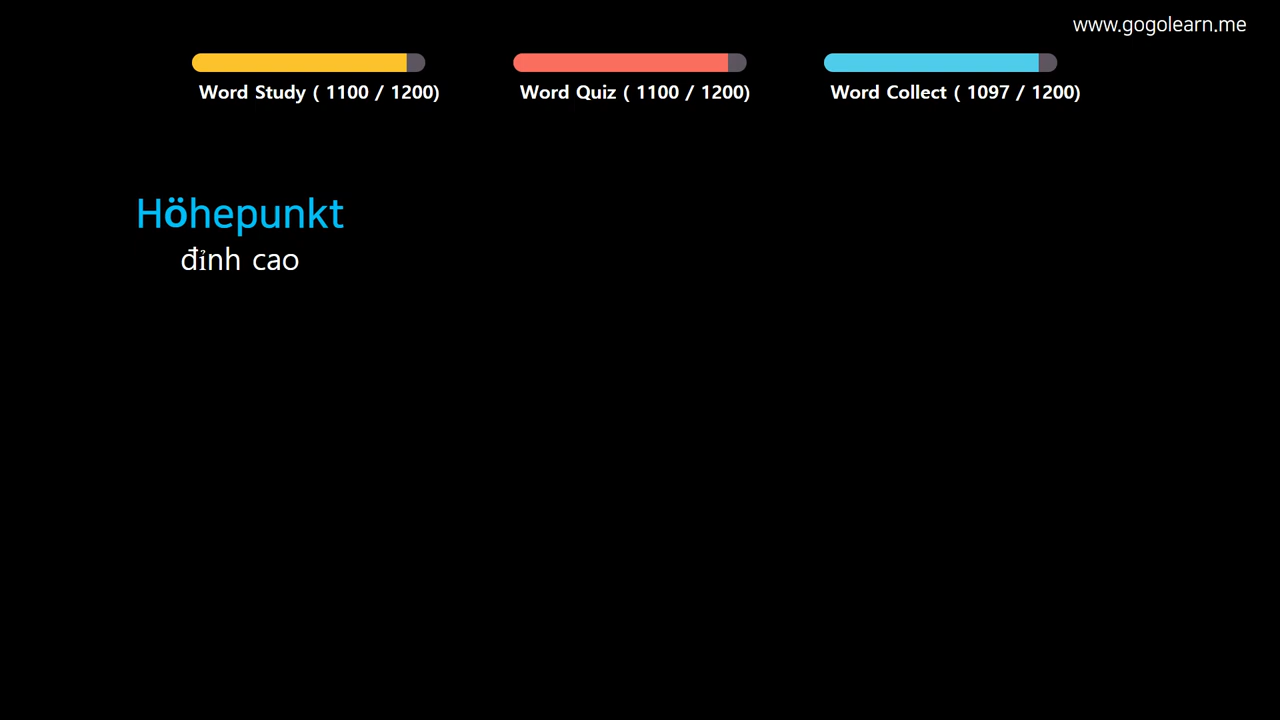 www.gogolearn.me
Word Study ( 1100 / 1200)
Word Quiz ( 1100 / 1200)
Word Collect ( 1097 / 1200)
Höhepunkt
đỉnh cao